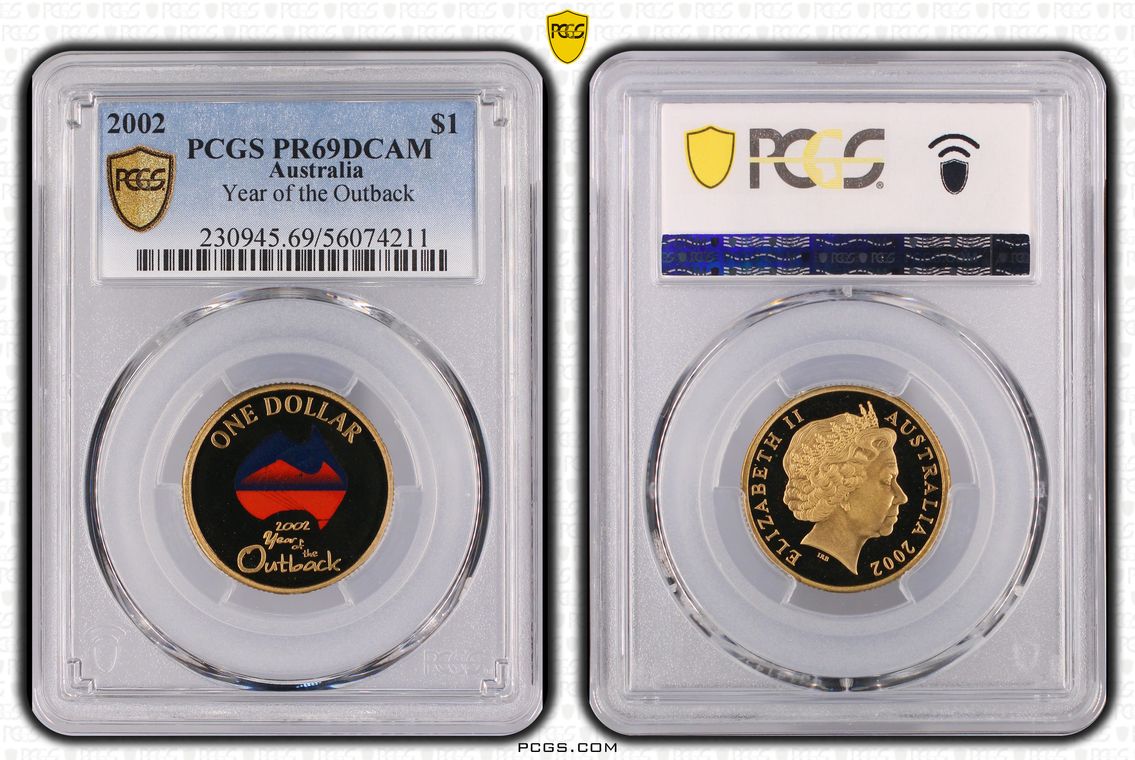 PCGS
2002 $1
PCGS PR69DCAM
PCGS
Australia
Year of the Outback
230945.69/56074211
ONE DOLLAR
2002
Year of the
Outback
PCGS
ELIZABETH II AUSTRALIA 2002
IRB
PCGS.COM